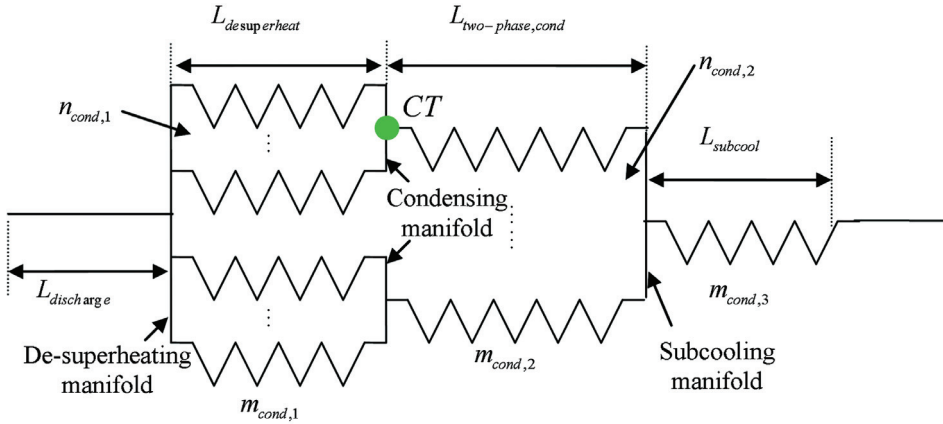 L_desuperheat
L_two-phase,cond
n_cond,1
CT
n_cond,2
L_subcool
Condensing
manifold
L_discharge
m_cond,3
De-superheating
manifold
m_cond,2
Subcooling
manifold
m_cond,1